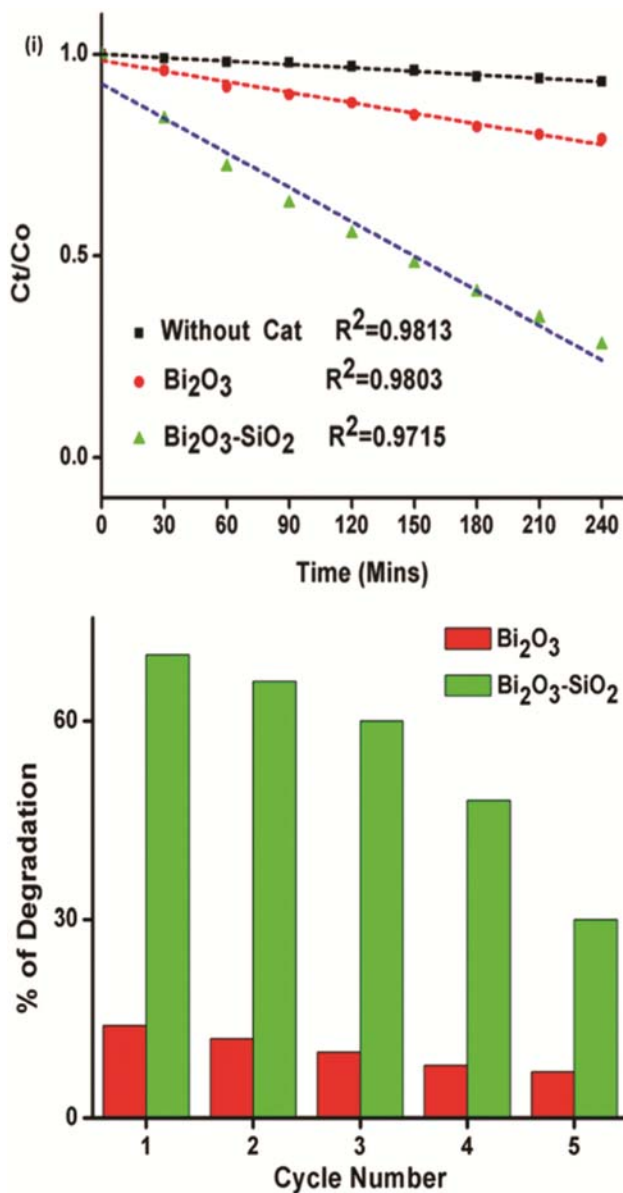 (i)
1.0
0.5
0.0
Ct/Co
Without Cat R²=0.9813
Bi₂O₃ R²=0.9803
Bi₂O₃-SiO₂ R²=0.9715
0 30 60 90 120 150 180 210 240
Time (Mins)
Bi₂O₃
Bi₂O₃-SiO₂
60
30
0
% of Degradation
1 2 3 4 5
Cycle Number